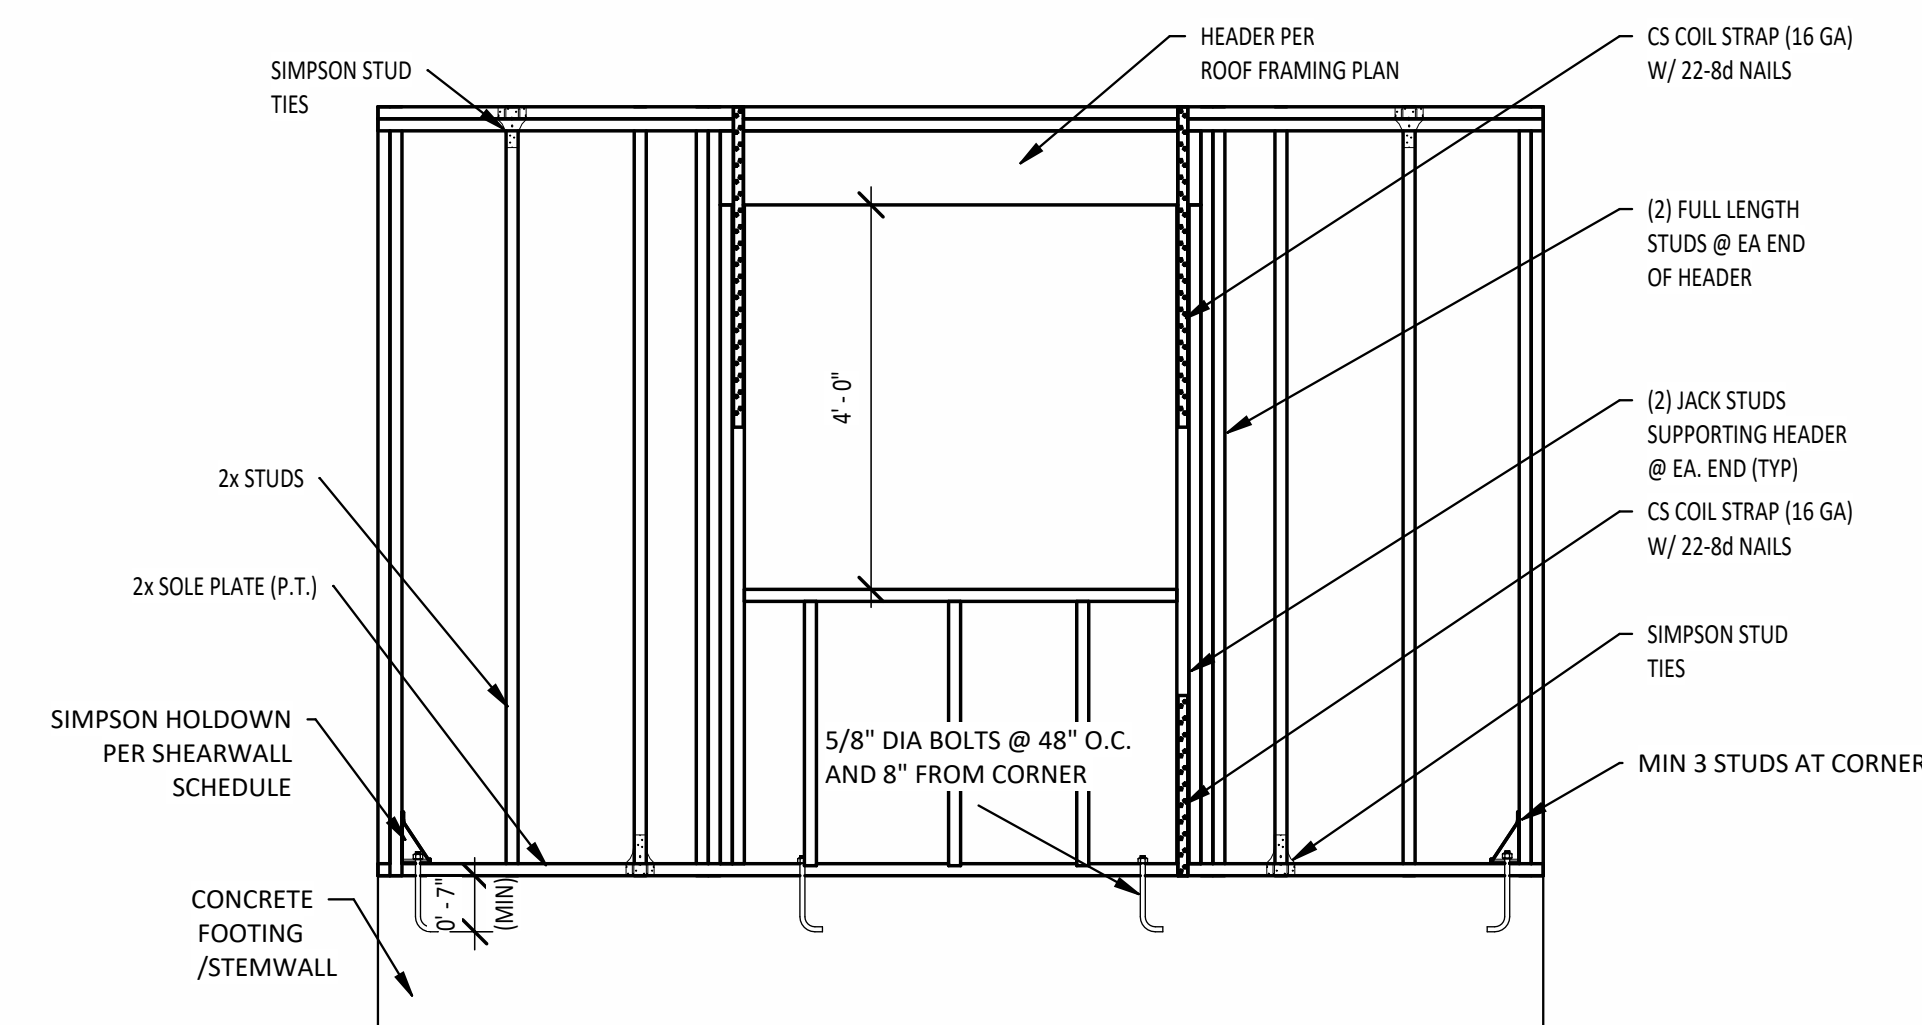 HEADER PER
ROOF FRAMING PLAN
CS COIL STRAP (16 GA)
W/ 22-8d NAILS
SIMPSON STUD
TIES
(2) FULL LENGTH
STUDS @ EA END
OF HEADER
4' - 0"
(2) JACK STUDS
SUPPORTING HEADER
@ EA. END (TYP)
2x STUDS
CS COIL STRAP (16 GA)
W/ 22-8d NAILS
2x SOLE PLATE (P.T.)
SIMPSON STUD
TIES
SIMPSON HOLDOWN
PER SHEARWALL
SCHEDULE
5/8" DIA BOLTS @ 48" O.C.
AND 8" FROM CORNER
MIN 3 STUDS AT CORNER
0' - 7"
(MIN)
CONCRETE
FOOTING
/STEMWALL